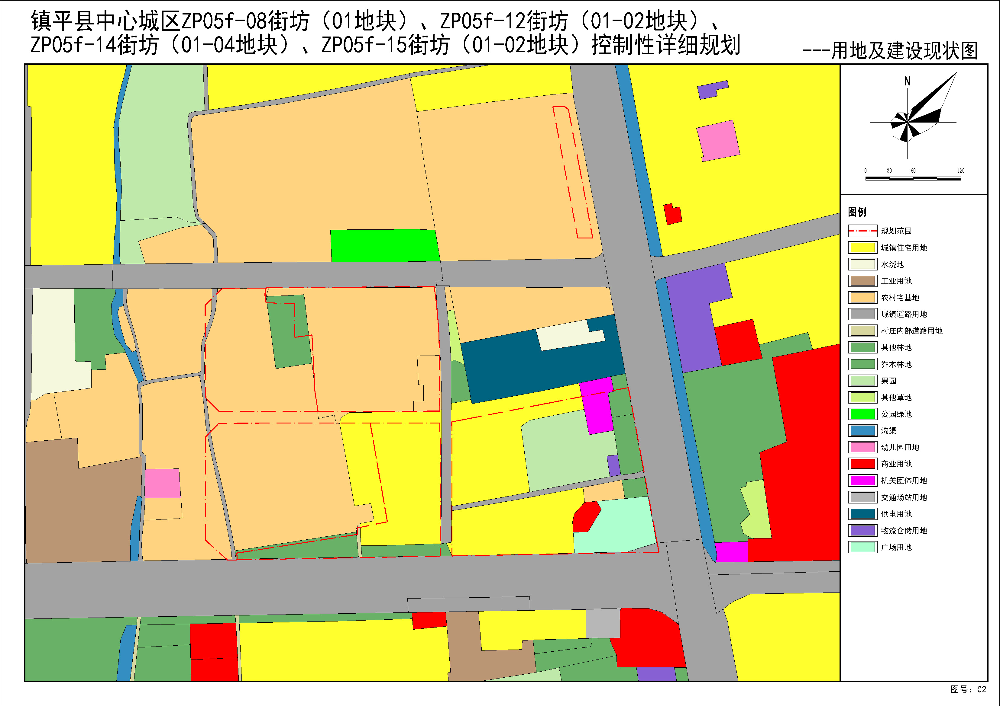 镇平县中心城区ZP05f-08街坊（01地块）、ZP05f-12街坊（01-02地块）、
ZP05f-14街坊（01-04地块）、ZP05f-15街坊（01-02地块）控制性详细规划
---用地及建设现状图
N
0 30 60 120
图例
规划范围
城镇住宅用地
水浇地
工业用地
农村宅基地
城镇道路用地
村庄内部道路用地
其他林地
乔木林地
果园
其他草地
公园绿地
沟渠
幼儿园用地
商业用地
机关团体用地
交通场站用地
供电用地
物流仓储用地
广场用地
图号：02